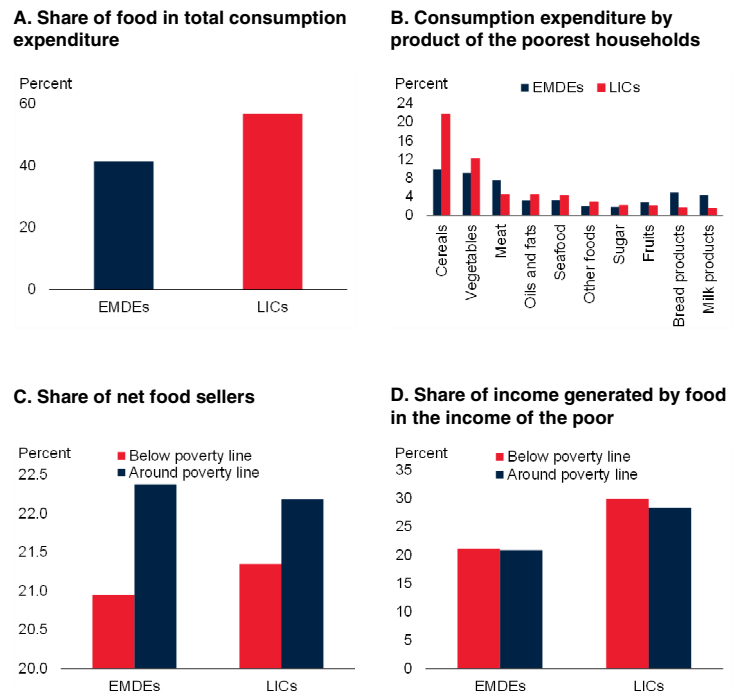 A. Share of food in total consumption
expenditure
Percent
60
40
20
0
EMDEs LICs
B. Consumption expenditure by
product of the poorest households
Percent
EMDEs LICs
24
20
16
12
8
4
0
Cereals
Vegetables
Meat
Oils and fats
Seafood
Other foods
Sugar
Fruits
Bread products
Milk products
C. Share of net food sellers
Percent
Below poverty line
Around poverty line
22.5
22.0
21.5
21.0
20.5
20.0
EMDEs LICs
D. Share of income generated by food
in the income of the poor
Percent
Below poverty line
Around poverty line
35
30
25
20
15
10
5
0
EMDEs LICs